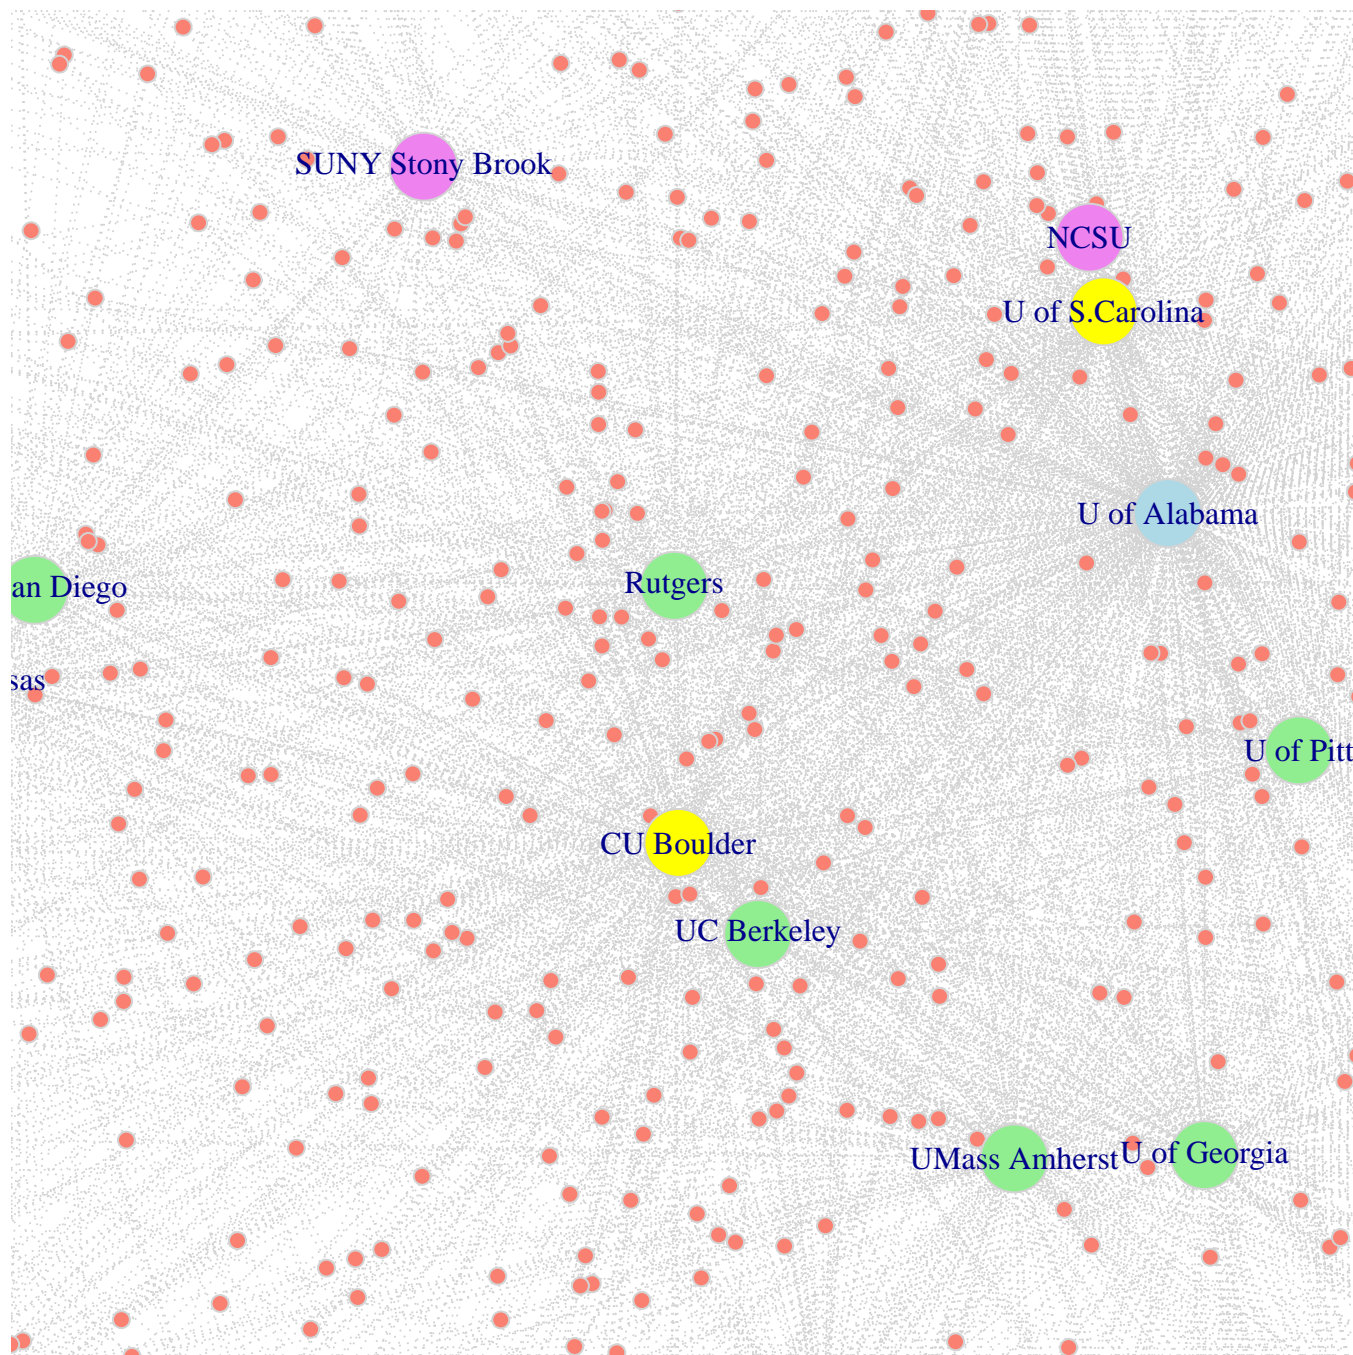 SUNY Stony Brook
NCSU
U of S.Carolina
U of Alabama
Rutgers
an Diego
sas
U of Pitt
CU Boulder
UC Berkeley
UMass Amherst
U of Georgia